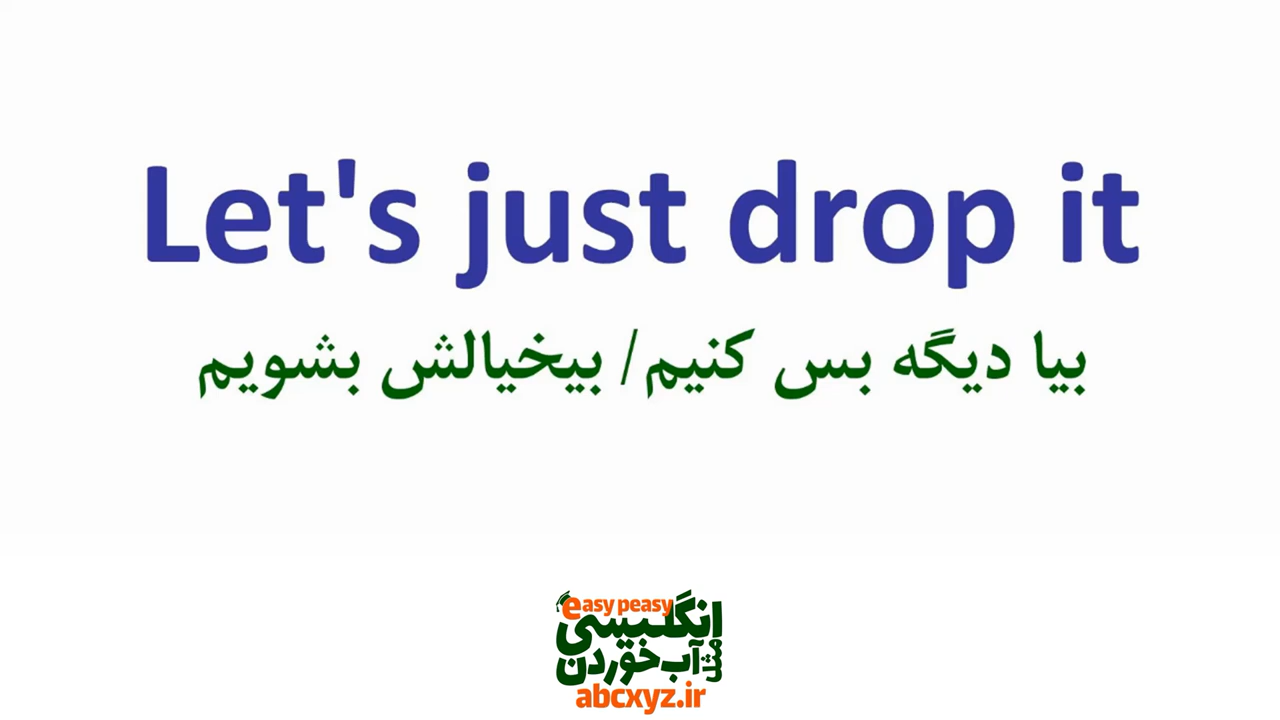 Let's just drop it
بیا دیگه بس کنیم/ بیخیالش بشویم
easy peasy
انگلیسی
مثل آب خوردن
abcxyz.ir